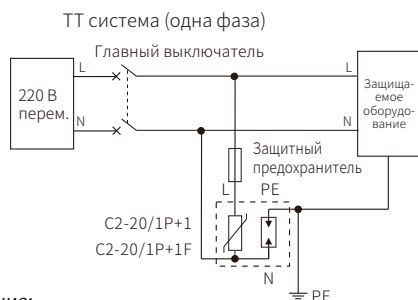 ТТ система (одна фаза)
Главный выключатель
L
L
220 В
перем.
Защища-
емое
оборудо-
вание
N
N
Защитный
предохранитель
L
PE
C2-20/1P+1
C2-20/1P+1F
N
PE